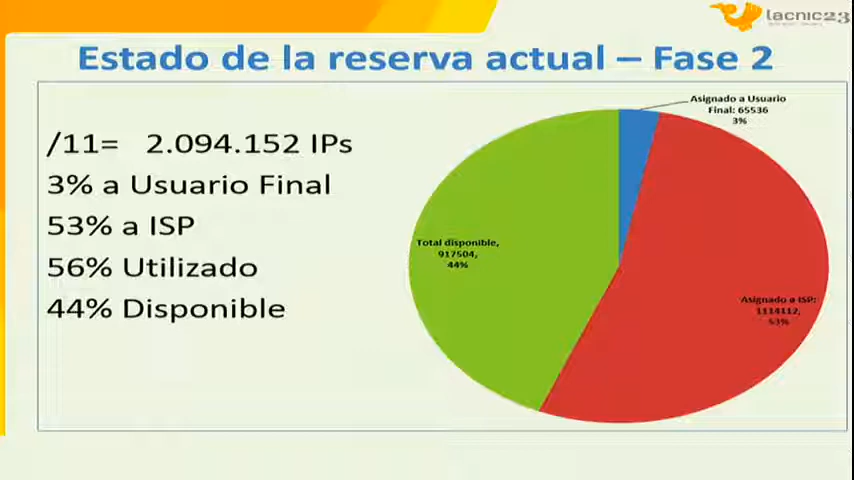 lacnic23
Estado de la reserva actual – Fase 2
/11= 2.094.152 IPs
3% a Usuario Final
53% a ISP
56% Utilizado
44% Disponible
Asignado a Usuario
Final: 65536
3%
Total disponible,
917504,
44%
Asignado a ISP:
1114112,
53%